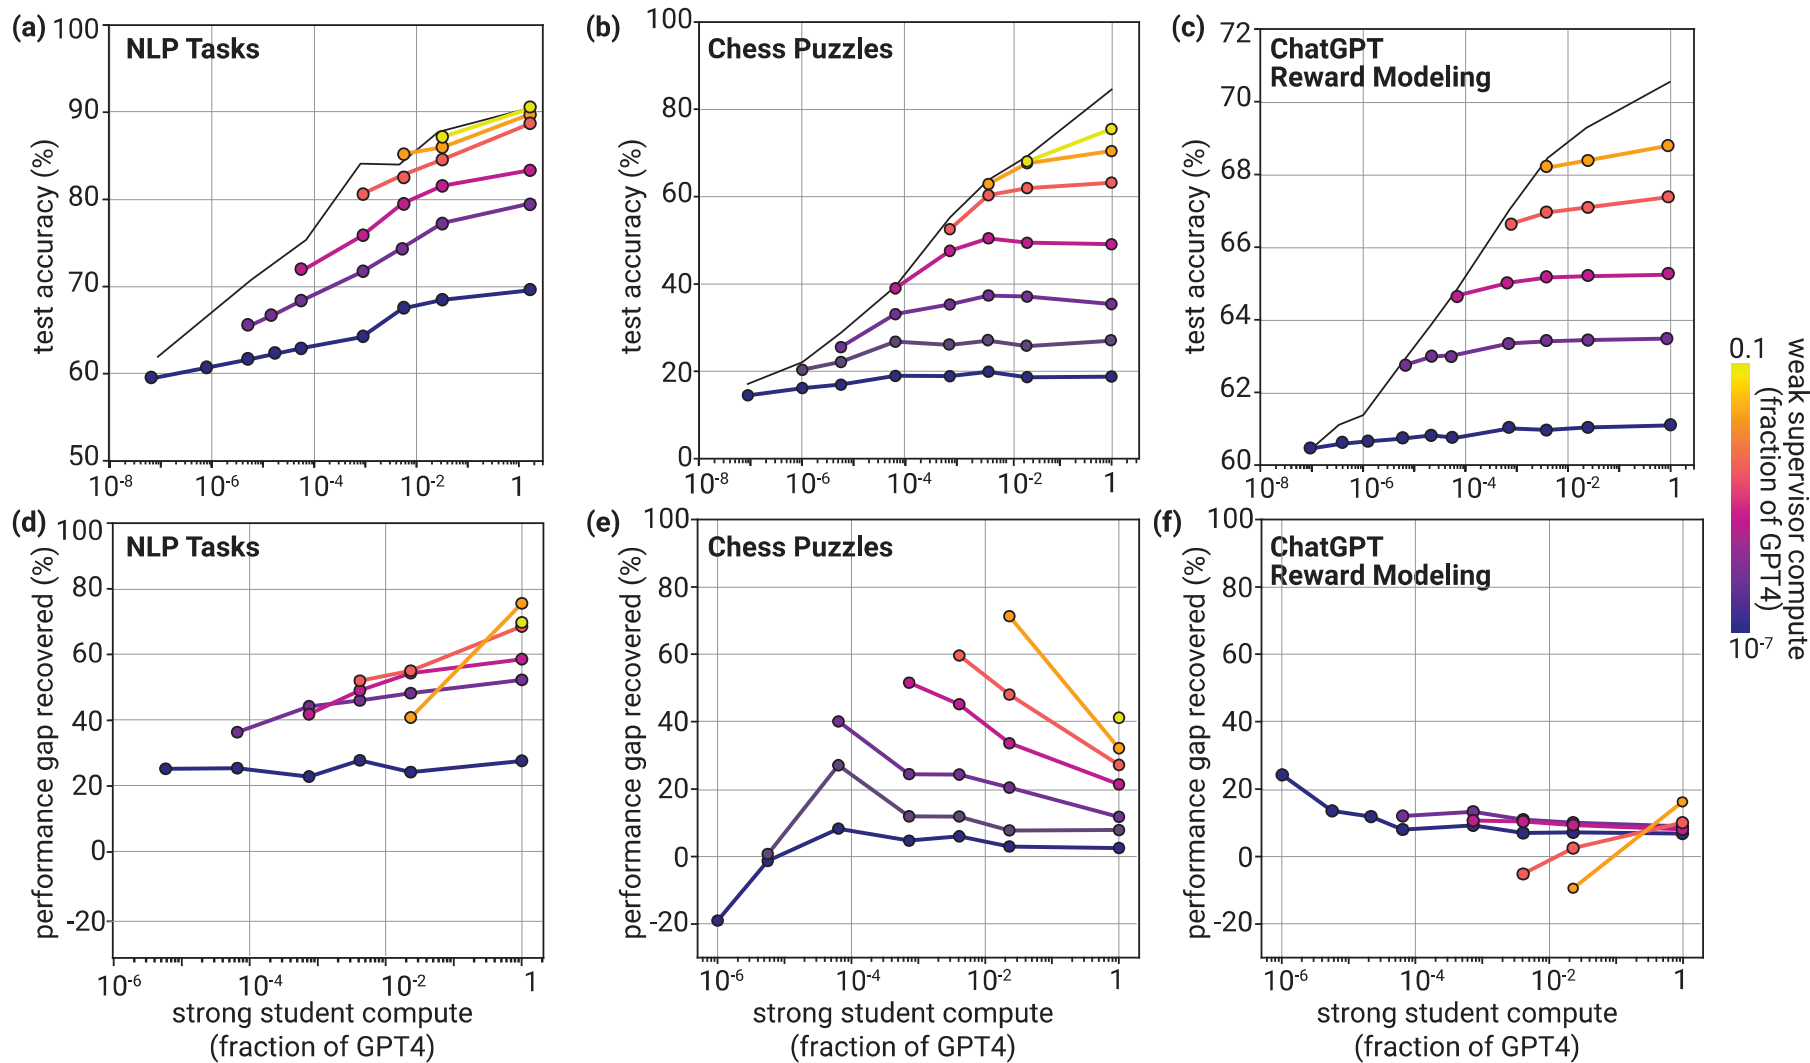 (a)
NLP Tasks
test accuracy (%)
100
90
80
70
60
50
10-8
10-6
10-4
10-2
1
(b)
Chess Puzzles
test accuracy (%)
100
80
60
40
20
0
10-8
10-6
10-4
10-2
1
(c)
ChatGPT
Reward Modeling
test accuracy (%)
72
70
68
66
64
62
60
10-8
10-6
10-4
10-2
1
0.1
10-7
weak supervisor compute
(fraction of GPT4)
(d)
NLP Tasks
performance gap recovered (%)
100
80
60
40
20
0
-20
10-6
10-4
10-2
1
strong student compute
(fraction of GPT4)
(e)
Chess Puzzles
performance gap recovered (%)
100
80
60
40
20
0
-20
10-6
10-4
10-2
1
strong student compute
(fraction of GPT4)
(f)
ChatGPT
Reward Modeling
performance gap recovered (%)
100
80
60
40
20
0
-20
10-6
10-4
10-2
1
strong student compute
(fraction of GPT4)